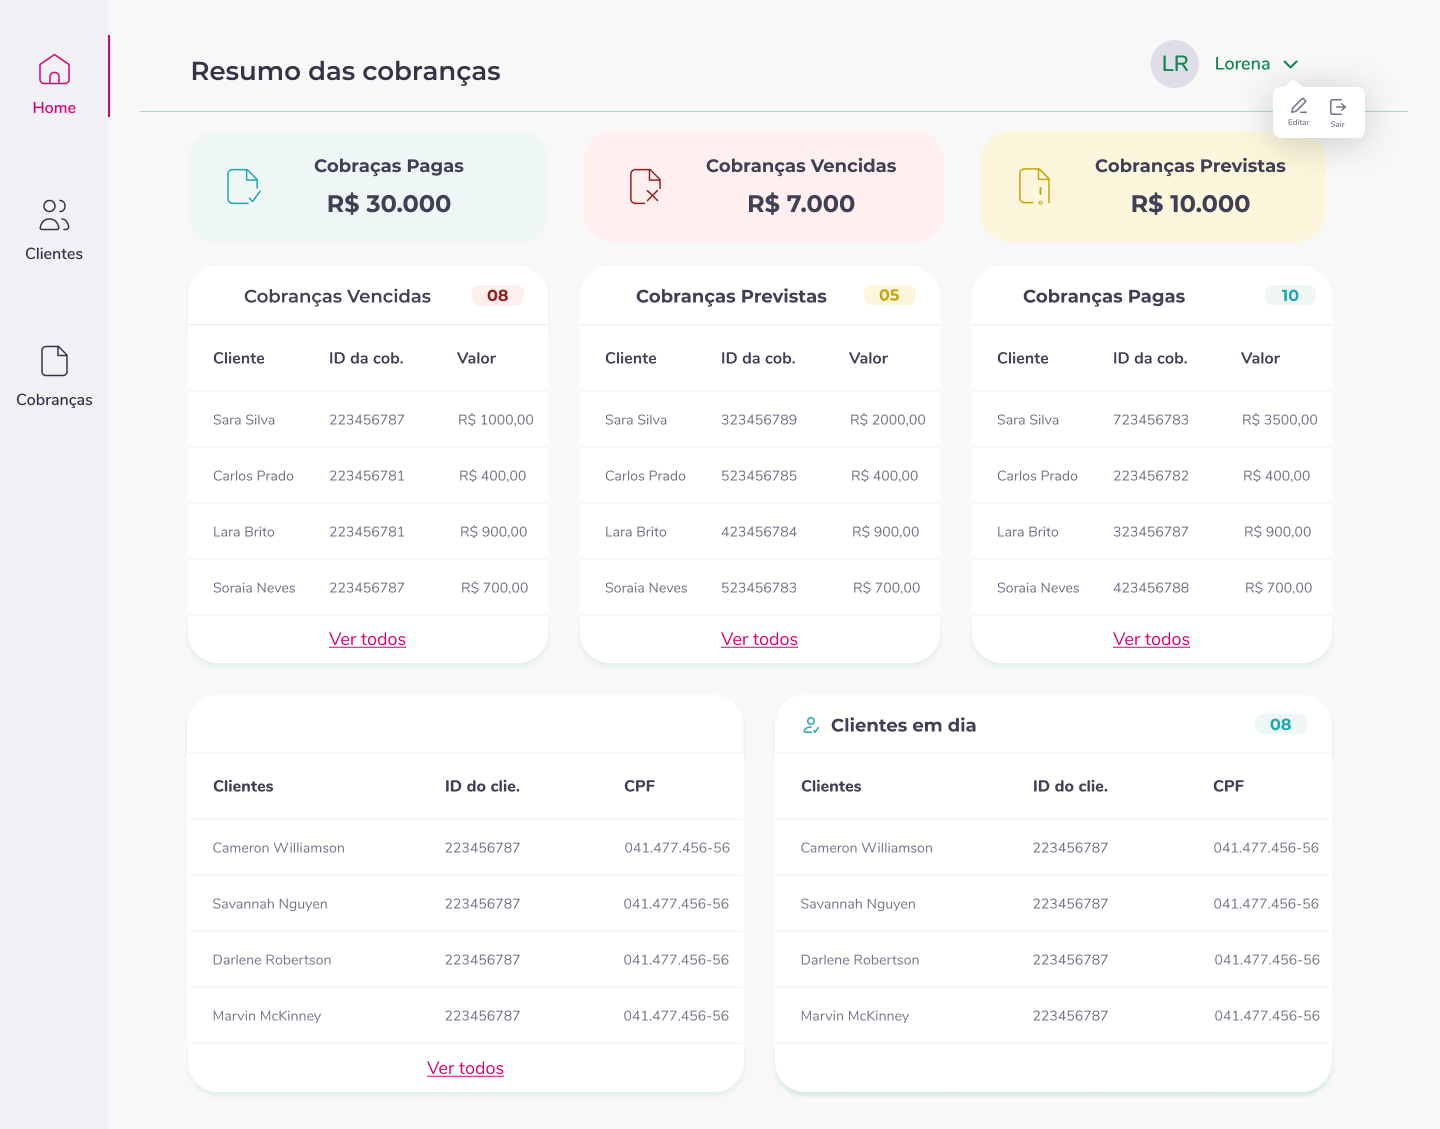 Home
Clientes
Cobranças
Resumo das cobranças
LR Lorena
Editar Sair
Cobraças Pagas
R$ 30.000
Cobranças Vencidas
R$ 7.000
Cobranças Previstas
R$ 10.000
Cobranças Vencidas 08
Cliente ID da cob. Valor
Sara Silva 223456787 R$ 1000,00
Carlos Prado 223456781 R$ 400,00
Lara Brito 223456781 R$ 900,00
Soraia Neves 223456787 R$ 700,00
Ver todos
Cobranças Previstas 05
Cliente ID da cob. Valor
Sara Silva 323456789 R$ 2000,00
Carlos Prado 523456785 R$ 400,00
Lara Brito 423456784 R$ 900,00
Soraia Neves 523456783 R$ 700,00
Ver todos
Cobranças Pagas 10
Cliente ID da cob. Valor
Sara Silva 723456783 R$ 3500,00
Carlos Prado 223456782 R$ 400,00
Lara Brito 323456787 R$ 900,00
Soraia Neves 423456788 R$ 700,00
Ver todos
Clientes ID do clie. CPF
Cameron Williamson 223456787 041.477.456-56
Savannah Nguyen 223456787 041.477.456-56
Darlene Robertson 223456787 041.477.456-56
Marvin McKinney 223456787 041.477.456-56
Ver todos
Clientes em dia 08
Clientes ID do clie. CPF
Cameron Williamson 223456787 041.477.456-56
Savannah Nguyen 223456787 041.477.456-56
Darlene Robertson 223456787 041.477.456-56
Marvin McKinney 223456787 041.477.456-56